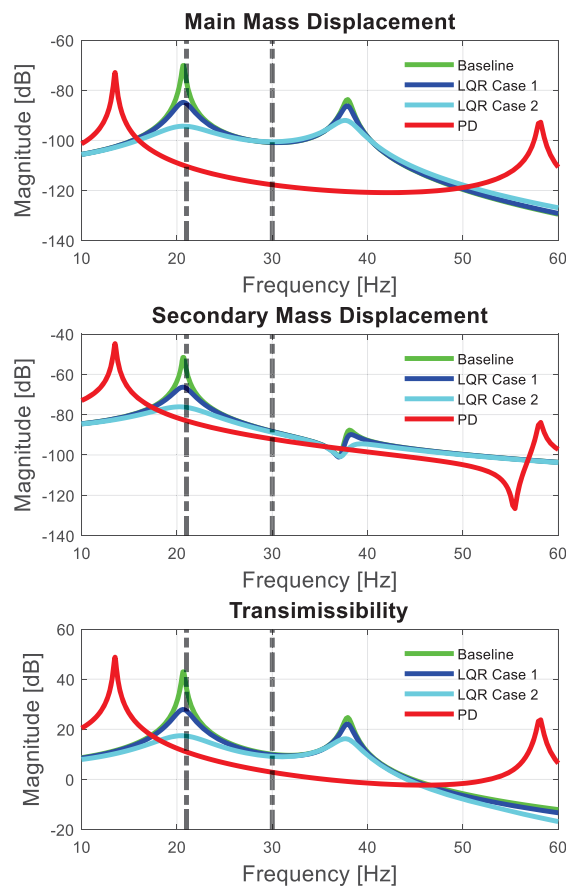 Main Mass Displacement
-60
-80
-100
-120
-140
Magnitude [dB]
Baseline
LQR Case 1
LQR Case 2
PD
10 20 30 40 50 60
Frequency [Hz]
Secondary Mass Displacement
-40
-60
-80
-100
-120
-140
Magnitude [dB]
Baseline
LQR Case 1
LQR Case 2
PD
10 20 30 40 50 60
Frequency [Hz]
Transimissibility
60
40
20
0
-20
Magnitude [dB]
Baseline
LQR Case 1
LQR Case 2
PD
10 20 30 40 50 60
Frequency [Hz]